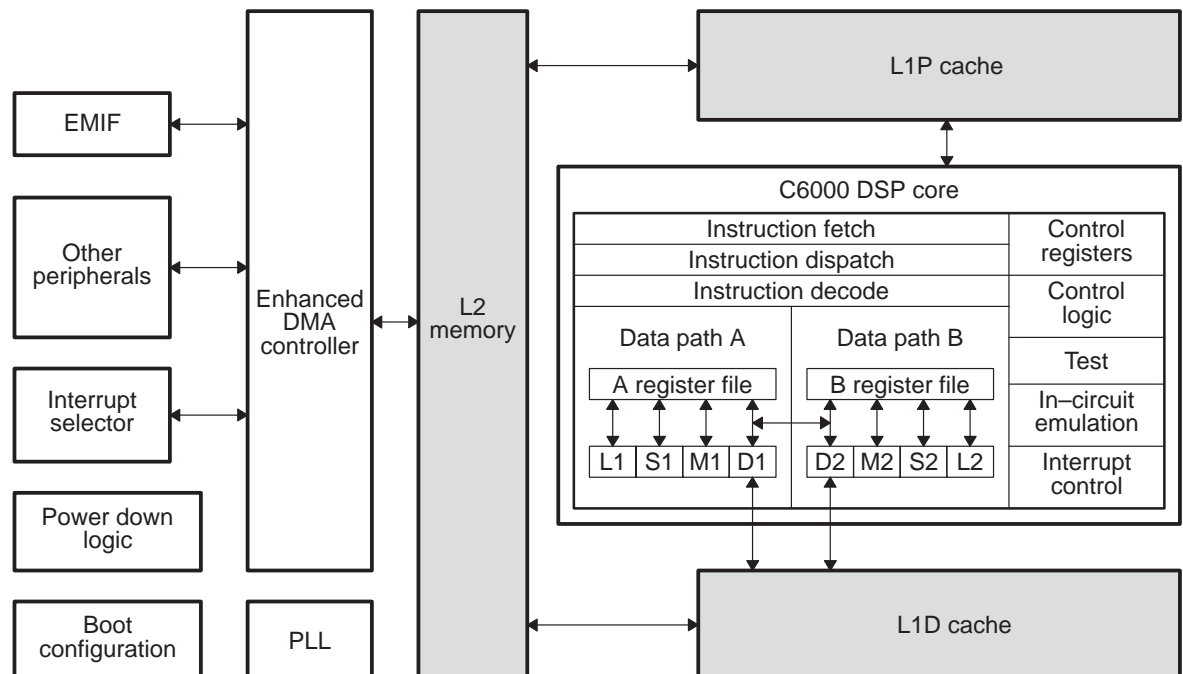 EMIF
Other
peripherals
Interrupt
selector
Power down
logic
Boot
configuration
Enhanced
DMA
controller
PLL
L2
memory
L1P cache
C6000 DSP core
Instruction fetch
Instruction dispatch
Instruction decode
Control
registers
Control
logic
Test
In–circuit
emulation
Interrupt
control
Data path A
A register file
L1 S1 M1 D1
Data path B
B register file
D2 M2 S2 L2
L1D cache